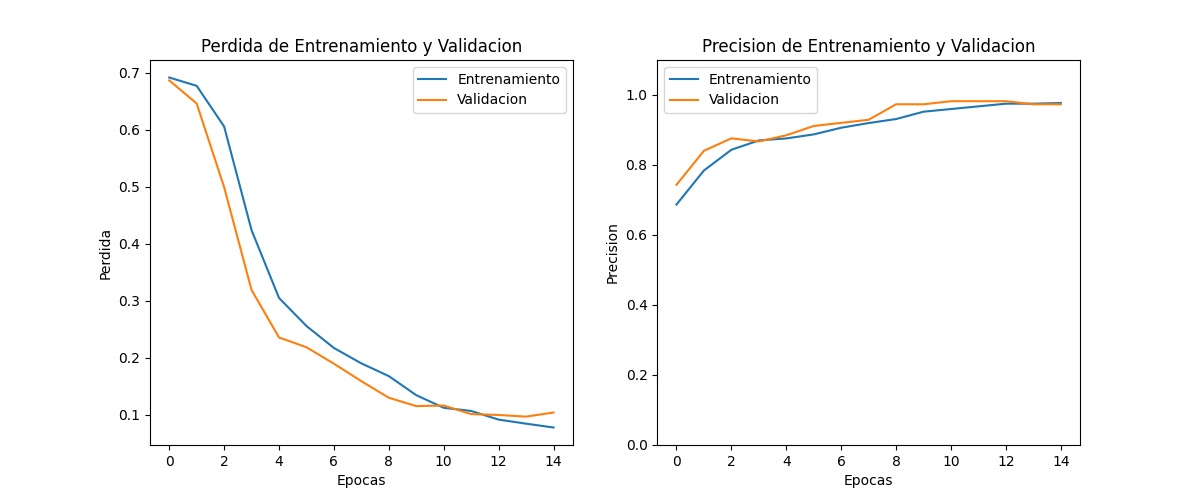 Perdida de Entrenamiento y Validacion
Entrenamiento
Validacion
Perdida
0.7
0.6
0.5
0.4
0.3
0.2
0.1
0 2 4 6 8 10 12 14
Epocas
Precision de Entrenamiento y Validacion
Entrenamiento
Validacion
Precision
1.0
0.8
0.6
0.4
0.2
0.0
0 2 4 6 8 10 12 14
Epocas